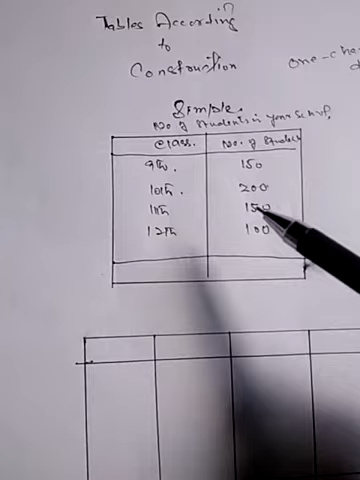 Tables According
to
Construction
one-cha
Simple.
No of Students in your School.
Class. No. of Students
9th. 150
10th. 200
11th 150
12th 100